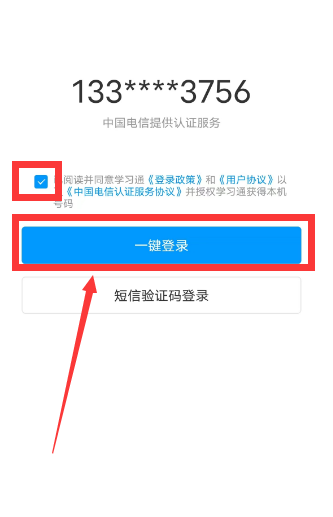 133****3756
中国电信提供认证服务
阅读并同意学习通《登录政策》和《用户协议》以
《中国电信认证服务协议》并授权学习通获得本机
号码
一键登录
短信验证码登录